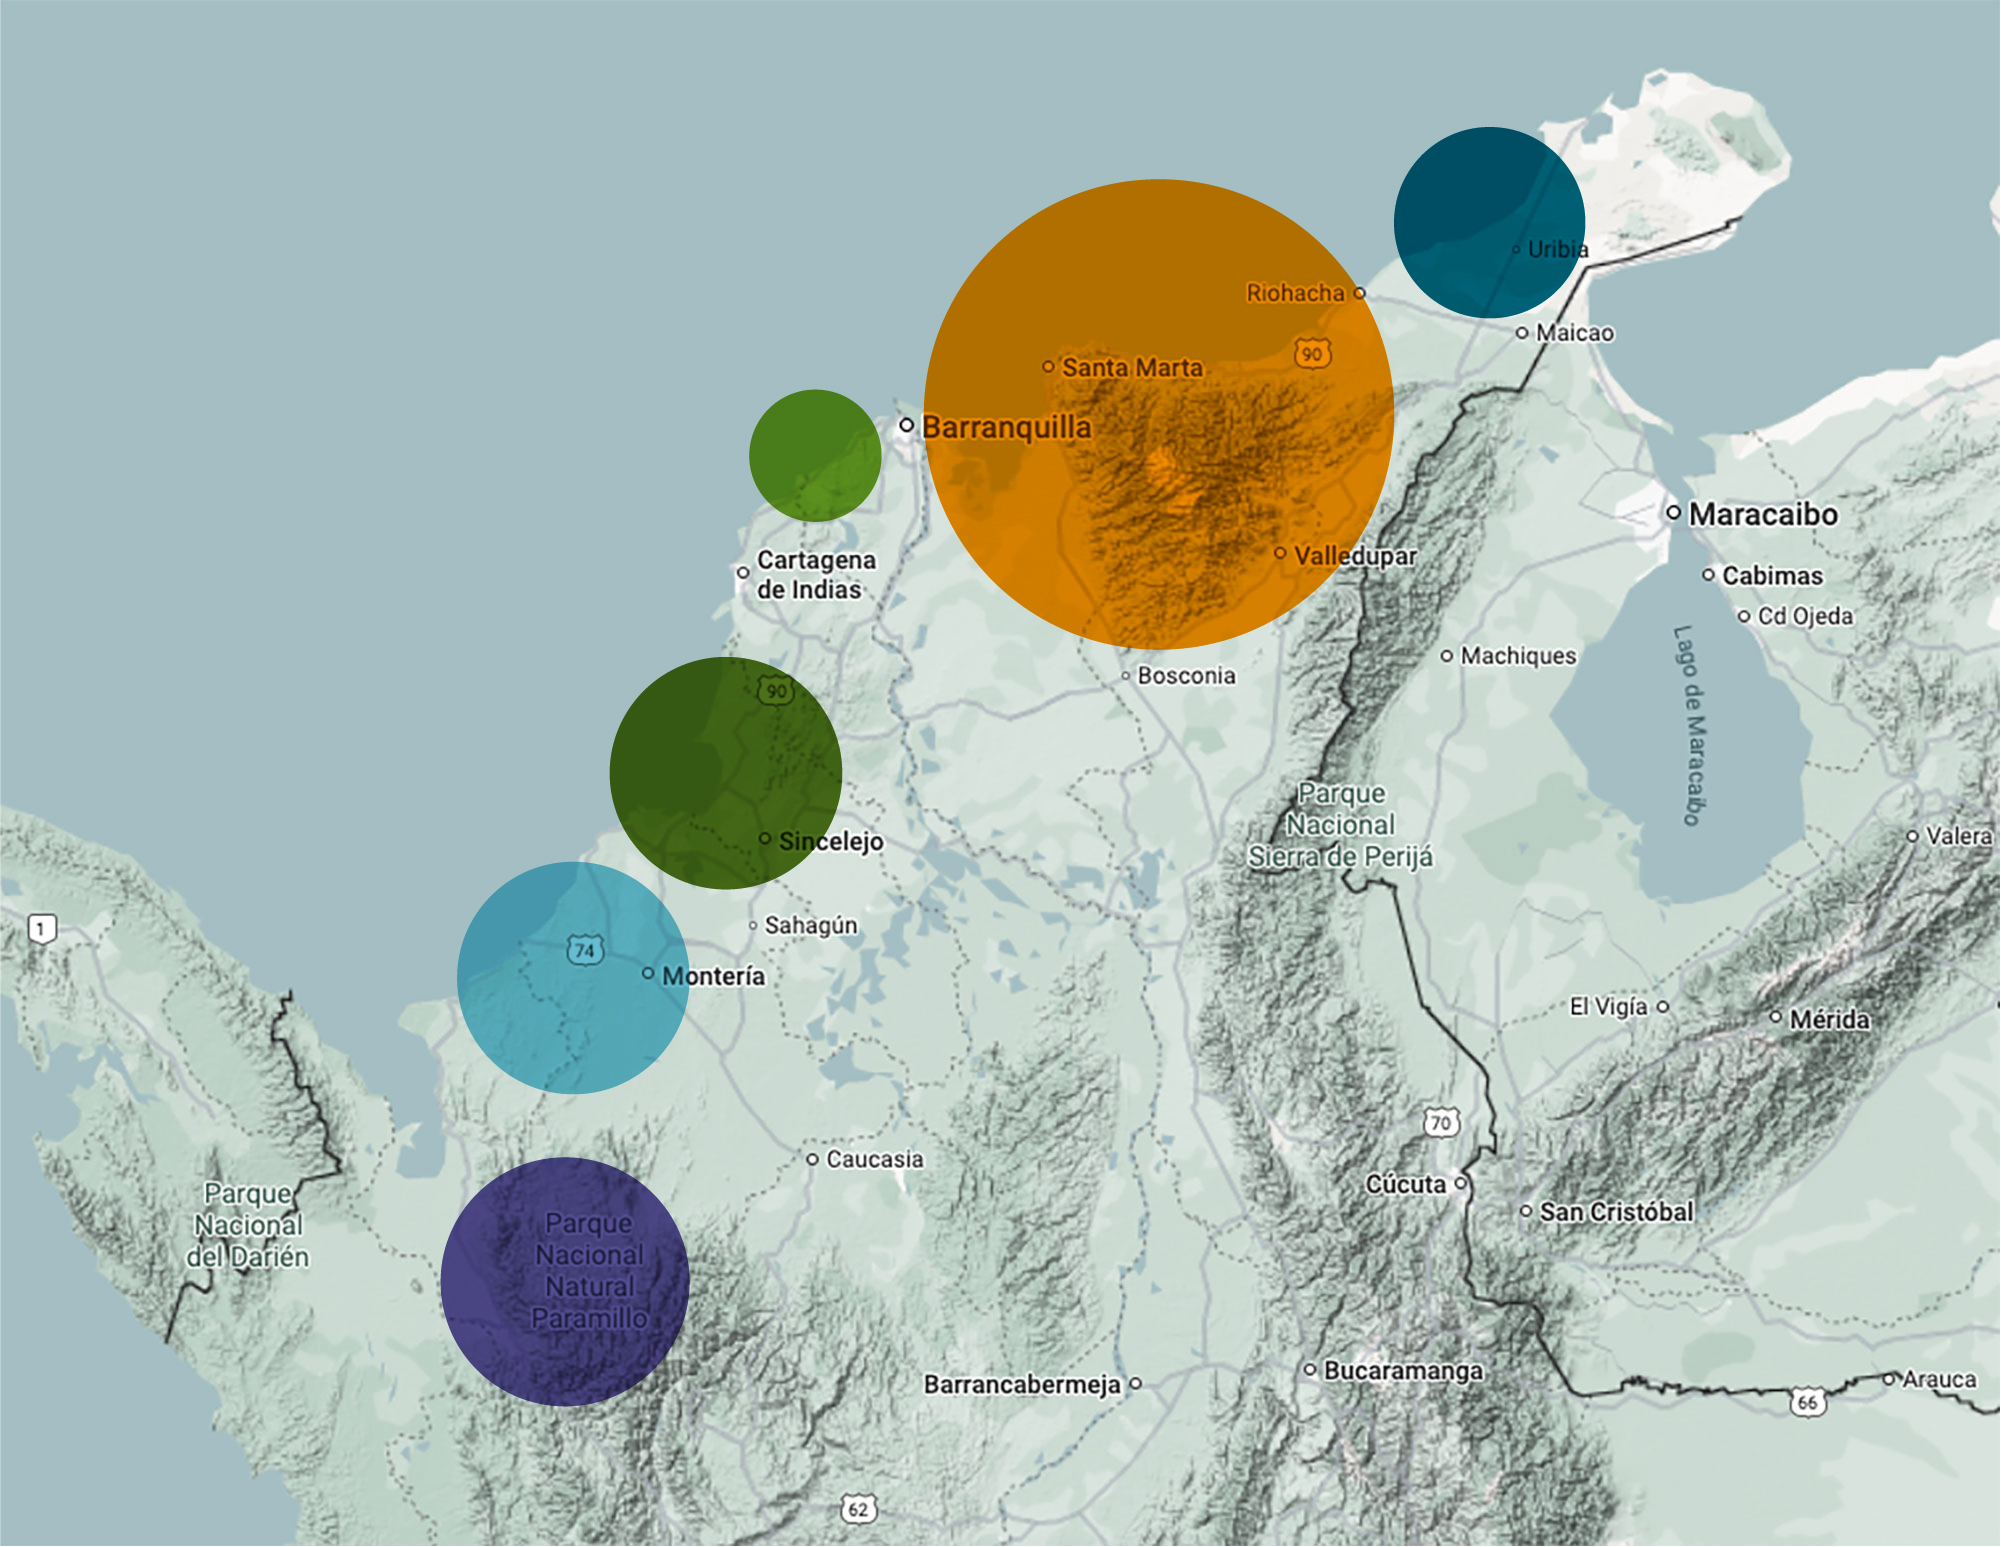 Uribia
Riohacha
Maicao
90
Santa Marta
Barranquilla
Maracaibo
Valledupar
Cartagena
de Indias
Cabimas
Cd Ojeda
Machiques
Bosconia
Lago de Maracaibo
90
Parque
Nacional
Sierra de Perijá
Sincelejo
Valera
1
Sahagún
74
Montería
El Vigía
Mérida
70
Caucasia
Cúcuta
San Cristóbal
Parque
Nacional
del Darién
Parque
Nacional
Natural
Paramillo
Barrancabermeja
Bucaramanga
Arauca
66
62